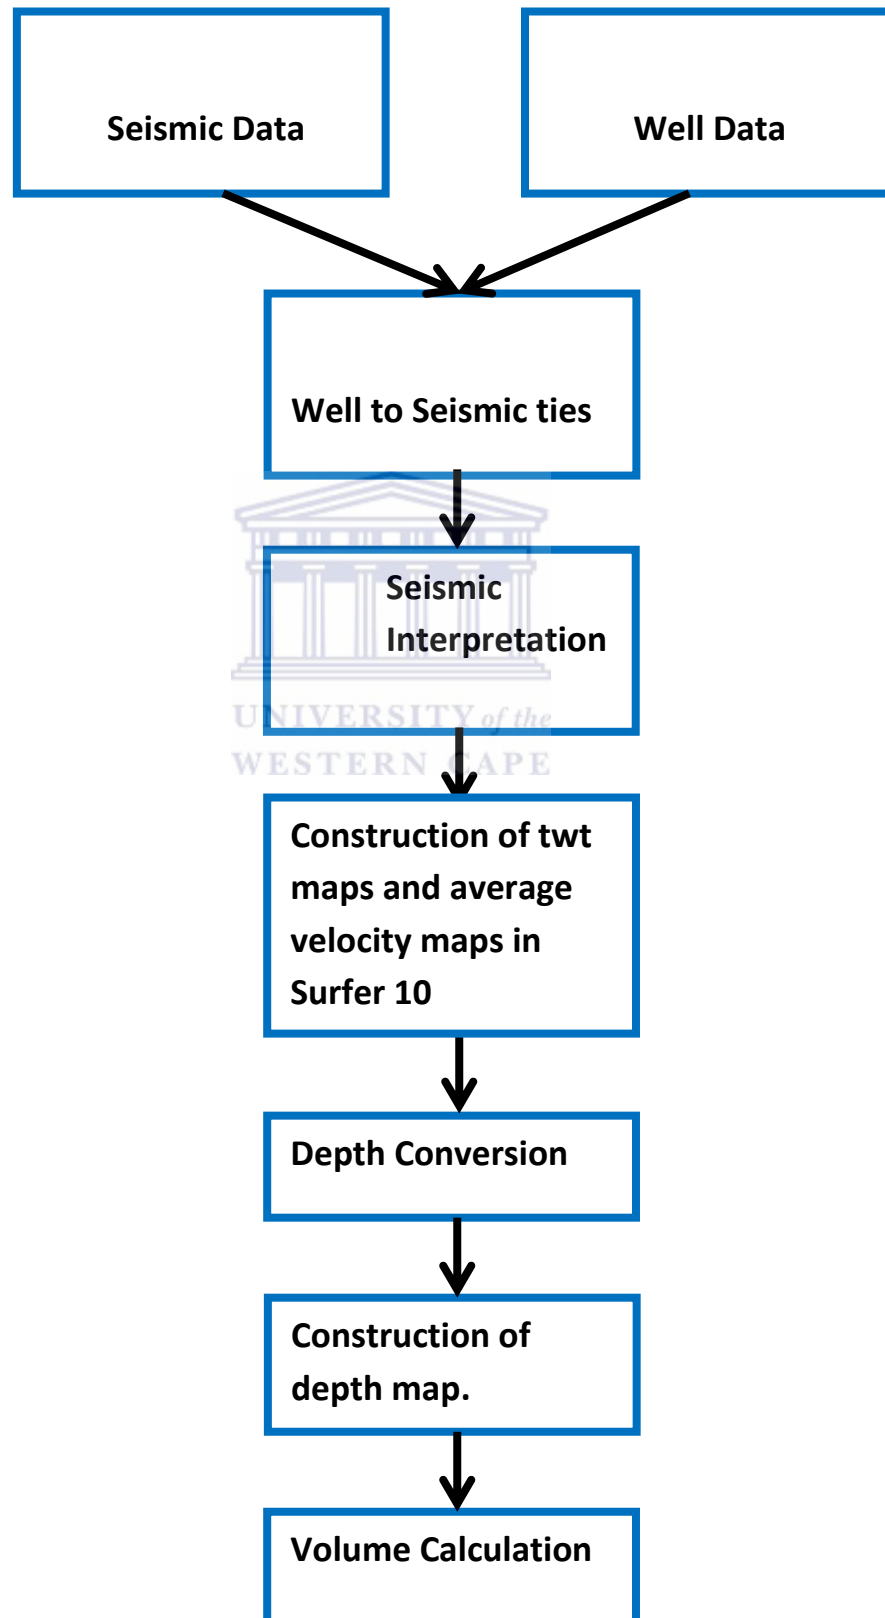 Seismic Data
Well Data
Well to Seismic ties
Seismic
Interpretation
UNIVERSITY of the
WESTERN CAPE
Construction of twt
maps and average
velocity maps in
Surfer 10
Depth Conversion
Construction of
depth map.
Volume Calculation